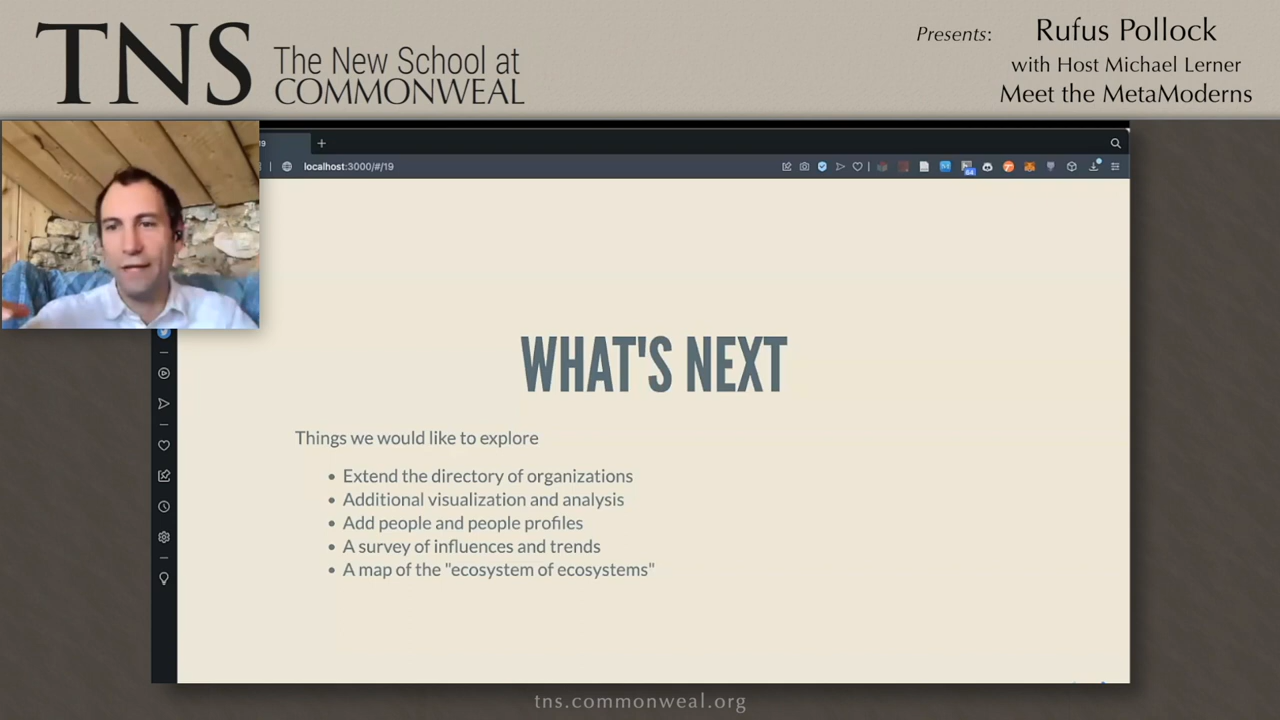 TNS
The New School at
COMMONWEAL
Presents: Rufus Pollock
with Host Michael Lerner
Meet the MetaModerns
localhost:3000/#/19
WHAT'S NEXT
Things we would like to explore
• Extend the directory of organizations
• Additional visualization and analysis
• Add people and people profiles
• A survey of influences and trends
• A map of the "ecosystem of ecosystems"
tns.commonweal.org